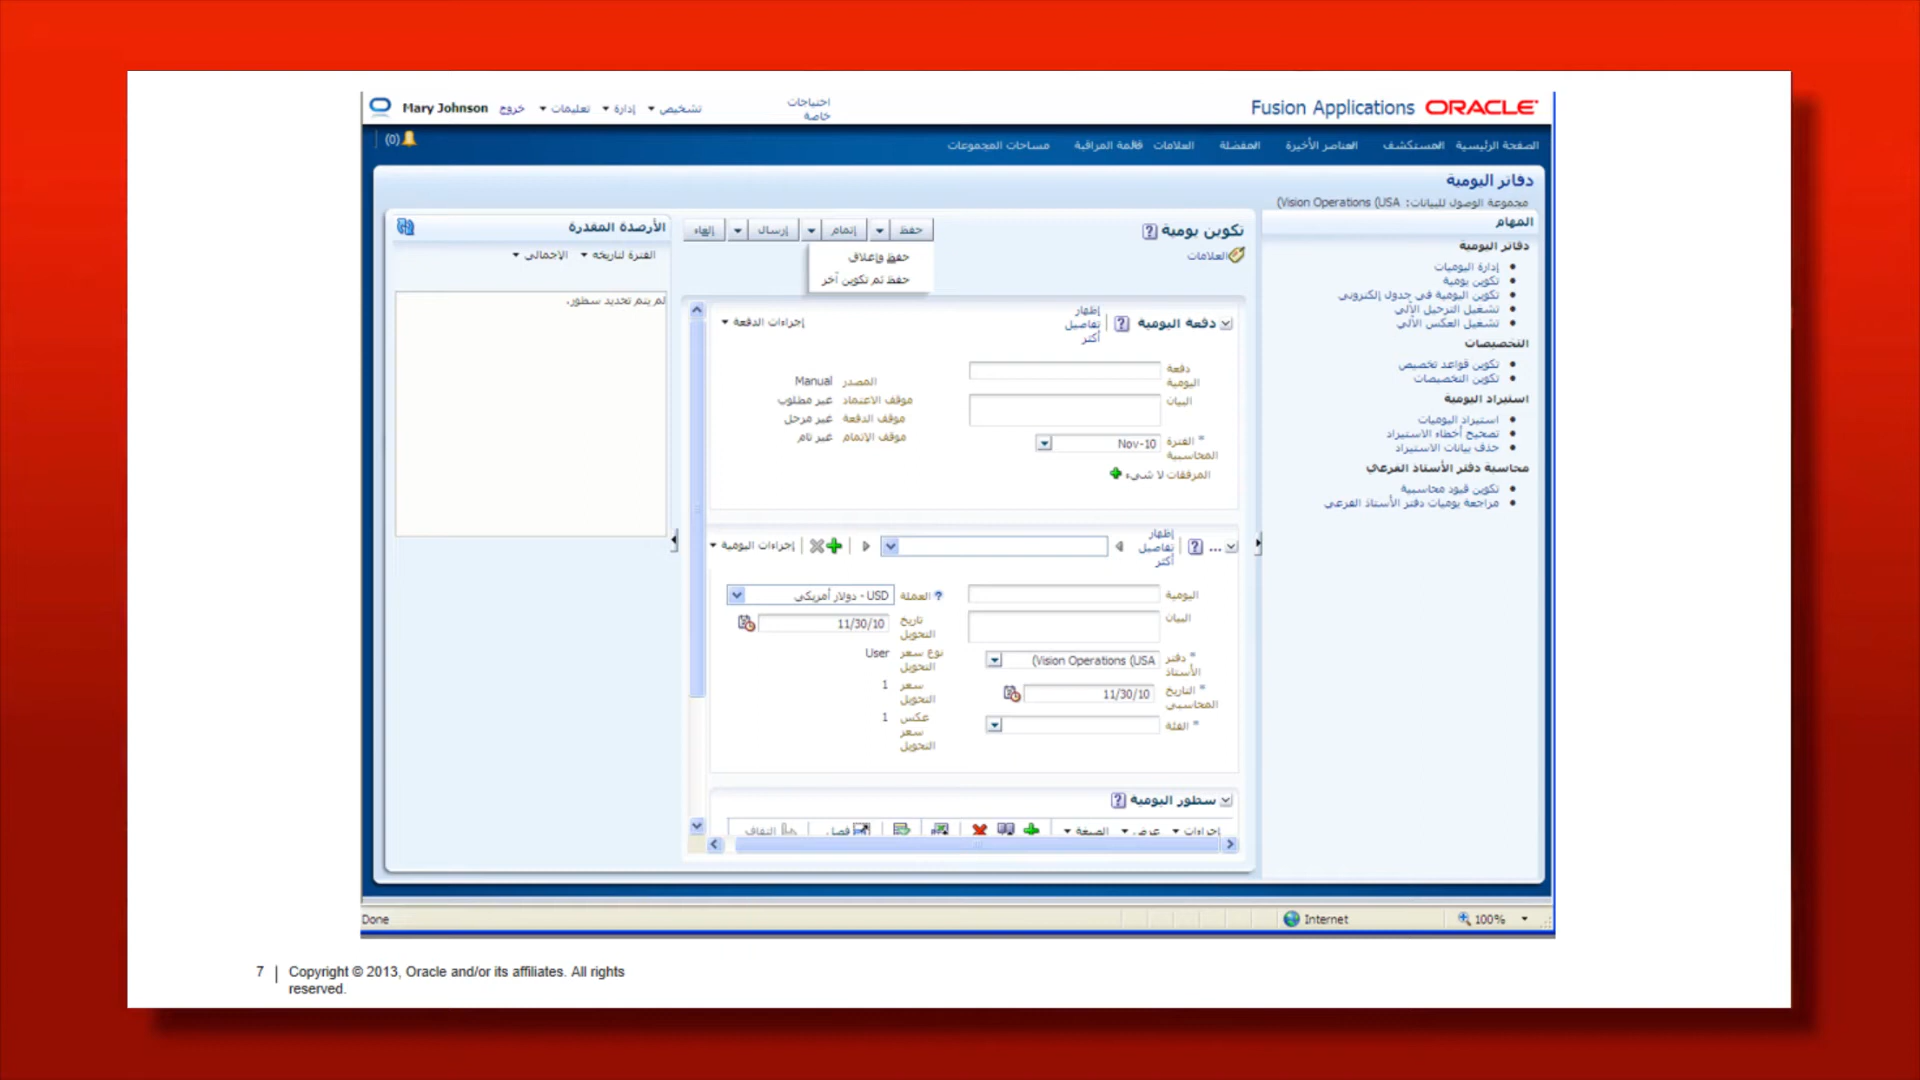 Mary Johnson خروج تعليمات إدارة تشخيص
احتياجات
خاصة
Fusion Applications ORACLE
(0)
الصفحة الرئيسية المستكشف العناصر الأخيرة المفضلة العلامات قائمة المراقبة مساحات المجموعات
دفاتر اليومية
مجموعة الوصول للبيانات: Vision Operations (USA)
المهام
دفاتر اليومية
إدارة اليوميات
تكوين يومية
تكوين اليومية في جدول إلكتروني
تشغيل الترحيل الآلي
تشغيل العكس الآلي
التخصيصات
تكوين قواعد تخصيص
تكوين التخصيصات
استيراد اليومية
استيراد اليوميات
تصحيح أخطاء الاستيراد
حذف بيانات الاستيراد
محاسبة دفتر الأستاذ الفرعي
تكوين قيود محاسبية
مراجعة يوميات دفتر الأستاذ الفرعي
تكوين يومية
العلامات
حفظ إتمام إرسال إلغاء
حفظ وإغلاق
حفظ ثم تكوين آخر
دفعة اليومية
إظهار
تفاصيل
أكثر
إجراءات الدفعة
دفعة
اليومية
البيان
* الفترة
المحاسبية
Nov-10
المرفقات لا شيء
المصدر Manual
موقف الاعتماد غير مطلوب
موقف الدفعة غير مرحل
موقف الإتمام غير تام
...
إظهار
تفاصيل
أكثر
إجراءات اليومية
اليومية
البيان
* دفتر
الأستاذ
Vision Operations (USA)
* التاريخ
المحاسبي
11/30/10
* الفئة
العملة USD - دولار أمريكي
تاريخ
التحويل
11/30/10
نوع سعر
التحويل
User
سعر
التحويل
1
عكس
سعر
التحويل
1
سطور اليومية
إجراءات عرض الصيغة فصل التفاف
الأرصدة المقدرة
الفترة لتاريخه الإجمالي
لم يتم تحديد سطور.
Done Internet 100%
7 Copyright © 2013, Oracle and/or its affiliates. All rights
reserved.